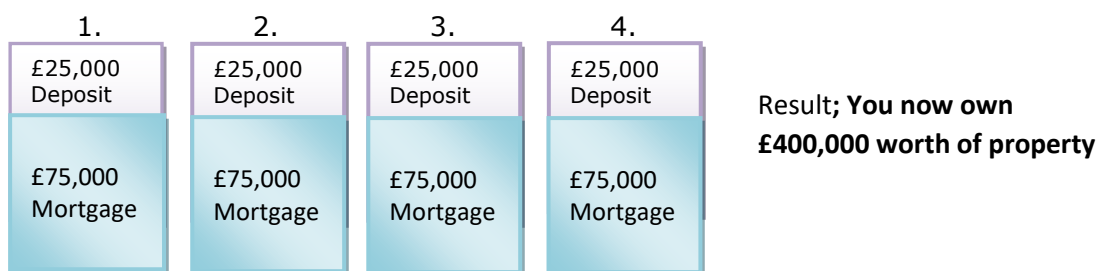 1. 2. 3. 4.
£25,000 £25,000 £25,000 £25,000
Deposit Deposit Deposit Deposit
£75,000 £75,000 £75,000 £75,000
Mortgage Mortgage Mortgage Mortgage
Result; You now own
£400,000 worth of property